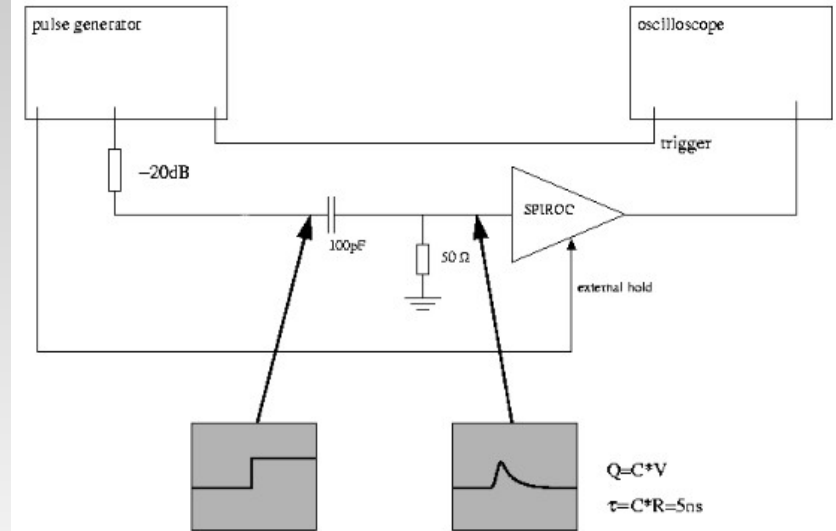 pulse generator
oscilloscope
trigger
−20dB
SPIROC
100pF
50 Ω
external hold
Q=C*V
τ=C*R=5ns